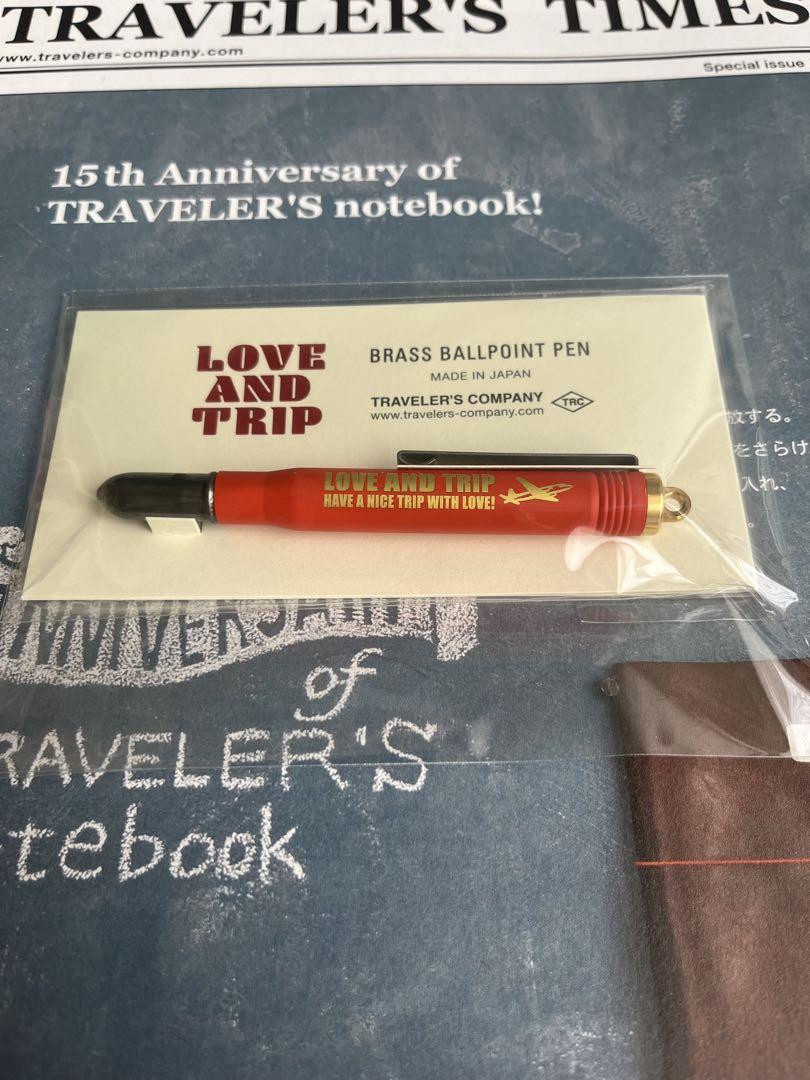 TRAVELER'S TIMES
www.travelers-company.com
Special issue
15th Anniversary of
TRAVELER'S notebook!
LOVE
AND
TRIP
BRASS BALLPOINT PEN
MADE IN JAPAN
TRAVELER'S COMPANY
TRC
www.travelers-company.com
LOVE AND TRIP
HAVE A NICE TRIP WITH LOVE!
放する。
をさらけ
入れ、
。
ANNIVERSARY
of
RAVELER'S
otebook